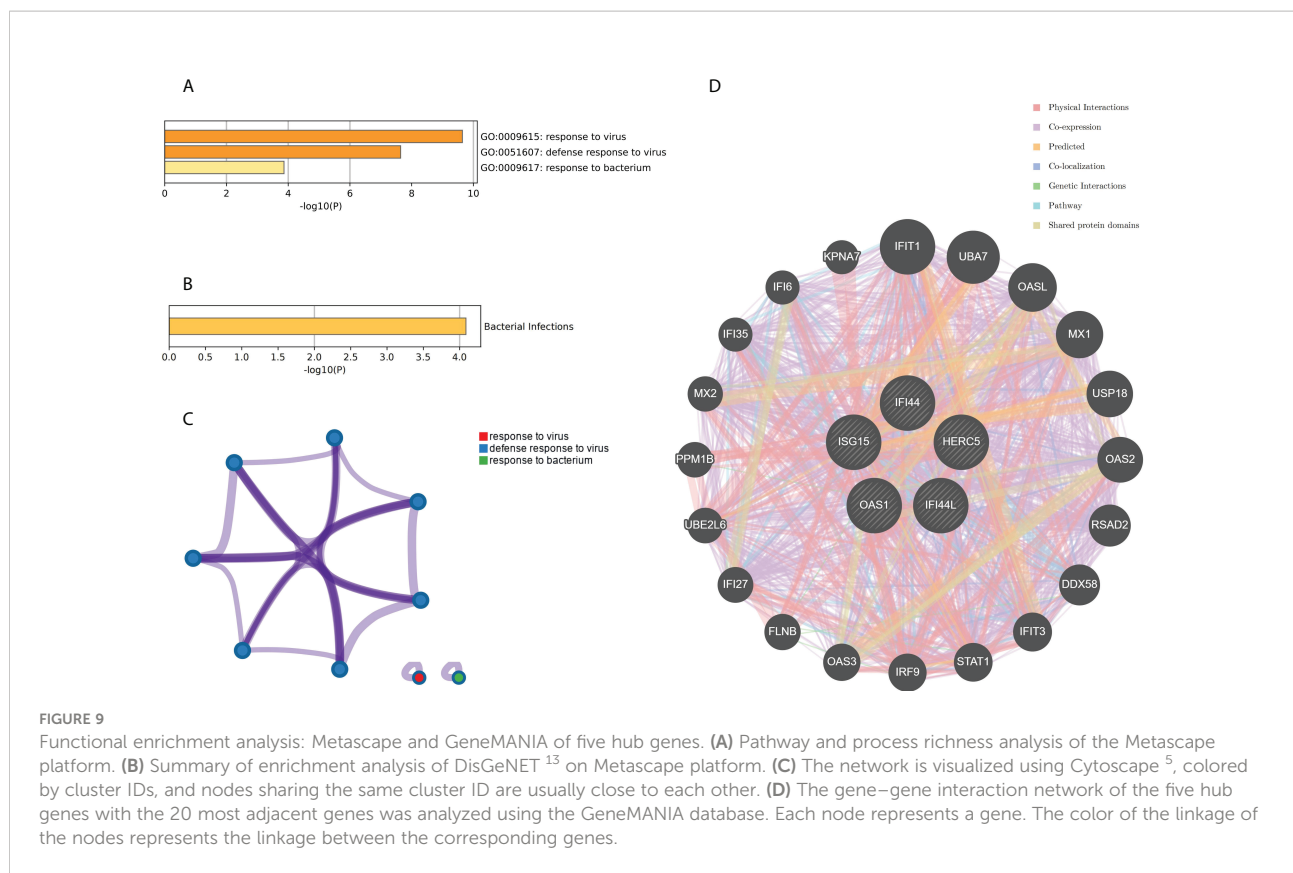 A
GO:0009615: response to virus
GO:0051607: defense response to virus
GO:0009617: response to bacterium
0 2 4 6 8 10
-log10(P)
B
Bacterial Infections
0.0 0.5 1.0 1.5 2.0 2.5 3.0 3.5 4.0
-log10(P)
C
response to virus
defense response to virus
response to bacterium
D
Physical Interactions
Co-expression
Predicted
Co-localization
Genetic Interactions
Pathway
Shared protein domains
IFIT1
UBA7
OASL
MX1
USP18
OAS2
RSAD2
DDX58
IFIT3
STAT1
IRF9
OAS3
FLNB
IFI27
UBE2L6
PPM1B
MX2
IFI35
IFI6
KPNA7
IFI44
HERC5
IFI44L
OAS1
ISG15
FIGURE 9
Functional enrichment analysis: Metascape and GeneMANIA of five hub genes. (A) Pathway and process richness analysis of the Metascape
platform. (B) Summary of enrichment analysis of DisGeNET 13 on Metascape platform. (C) The network is visualized using Cytoscape 5, colored
by cluster IDs, and nodes sharing the same cluster ID are usually close to each other. (D) The gene–gene interaction network of the five hub
genes with the 20 most adjacent genes was analyzed using the GeneMANIA database. Each node represents a gene. The color of the linkage of
the nodes represents the linkage between the corresponding genes.